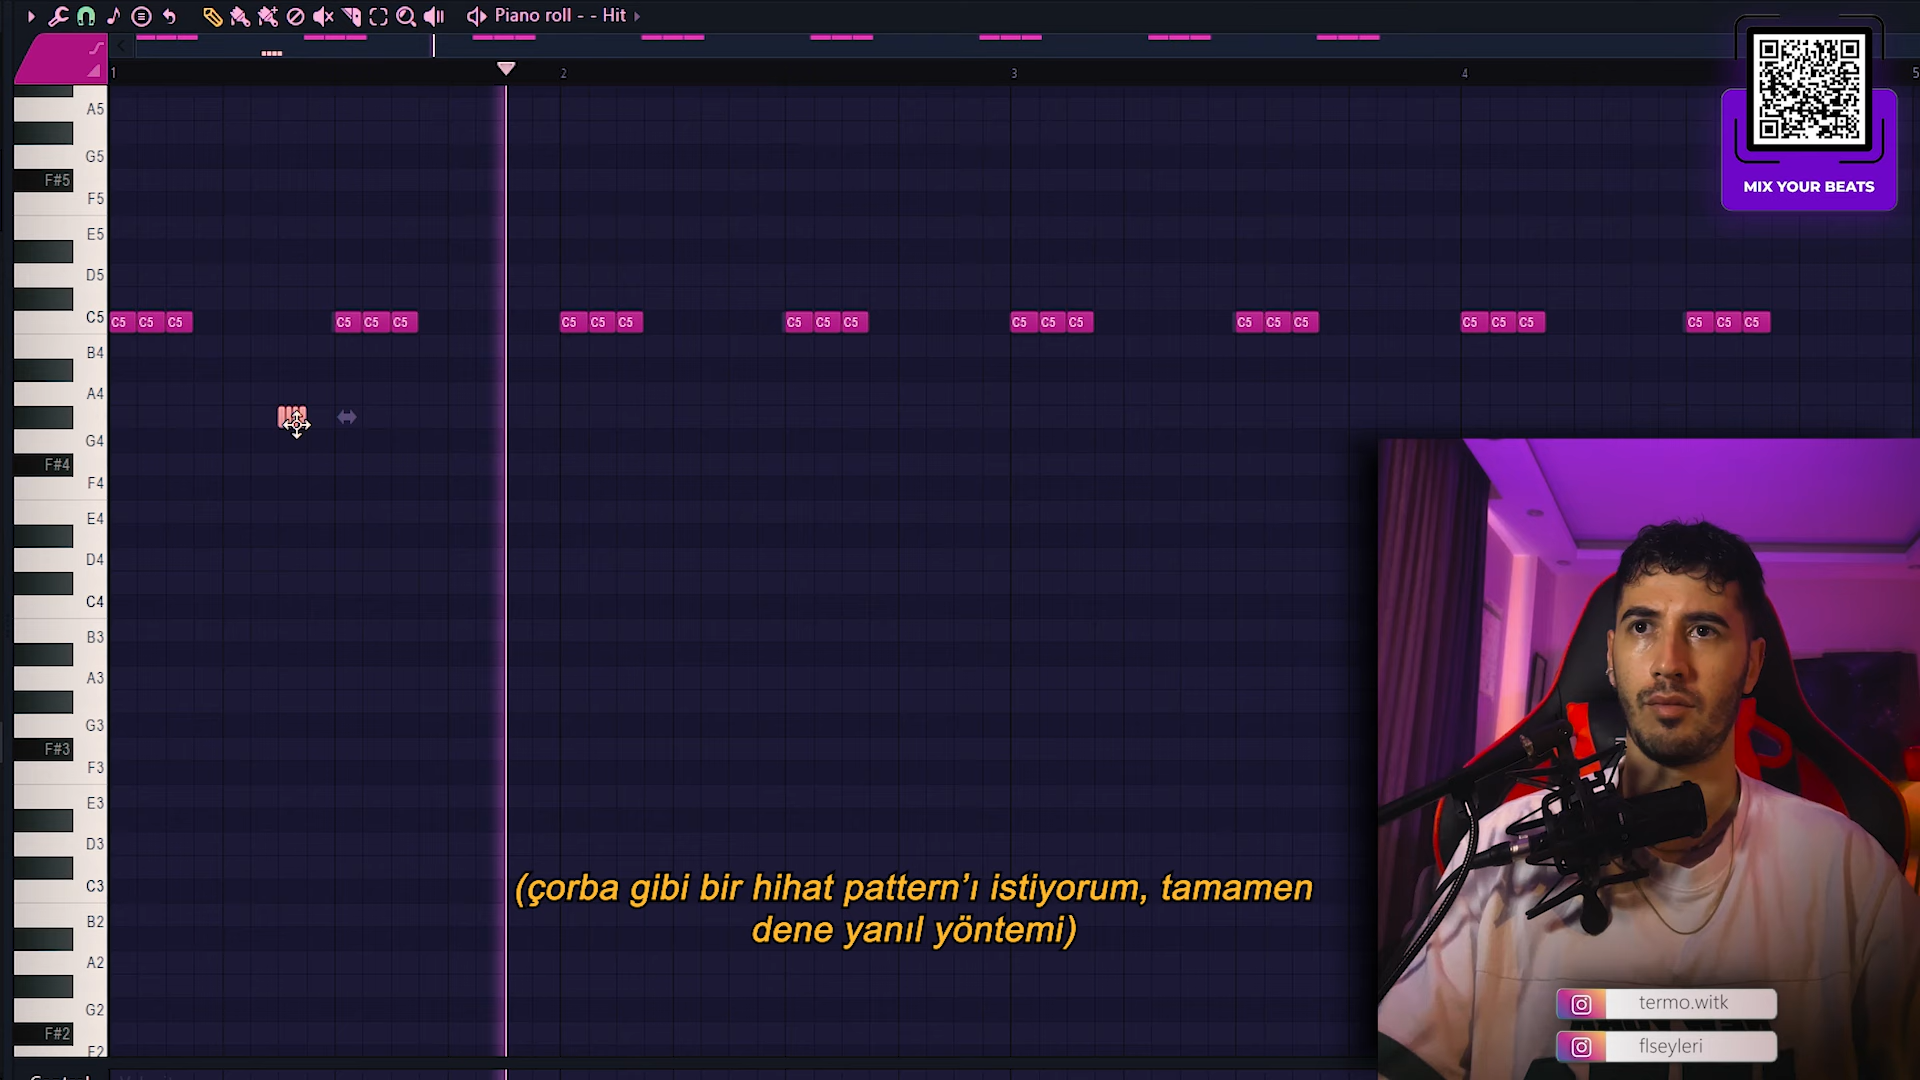 Piano roll - - Hit
1
2
3
4
5
MIX YOUR BEATS
A5
G5
F#5
F5
E5
D5
C5
C5 C5 C5 C5 C5 C5 C5 C5 C5 C5 C5 C5 C5 C5 C5 C5 C5 C5 C5 C5 C5 C5 C5 C5
B4
A4
G4
F#4
F4
E4
D4
C4
B3
A3
G3
F#3
F3
E3
D3
C3
B2
A2
G2
F#2
F2
(çorba gibi bir hihat pattern’ı istiyorum, tamamen
dene yanıl yöntemi)
termo.witk
flseyleri